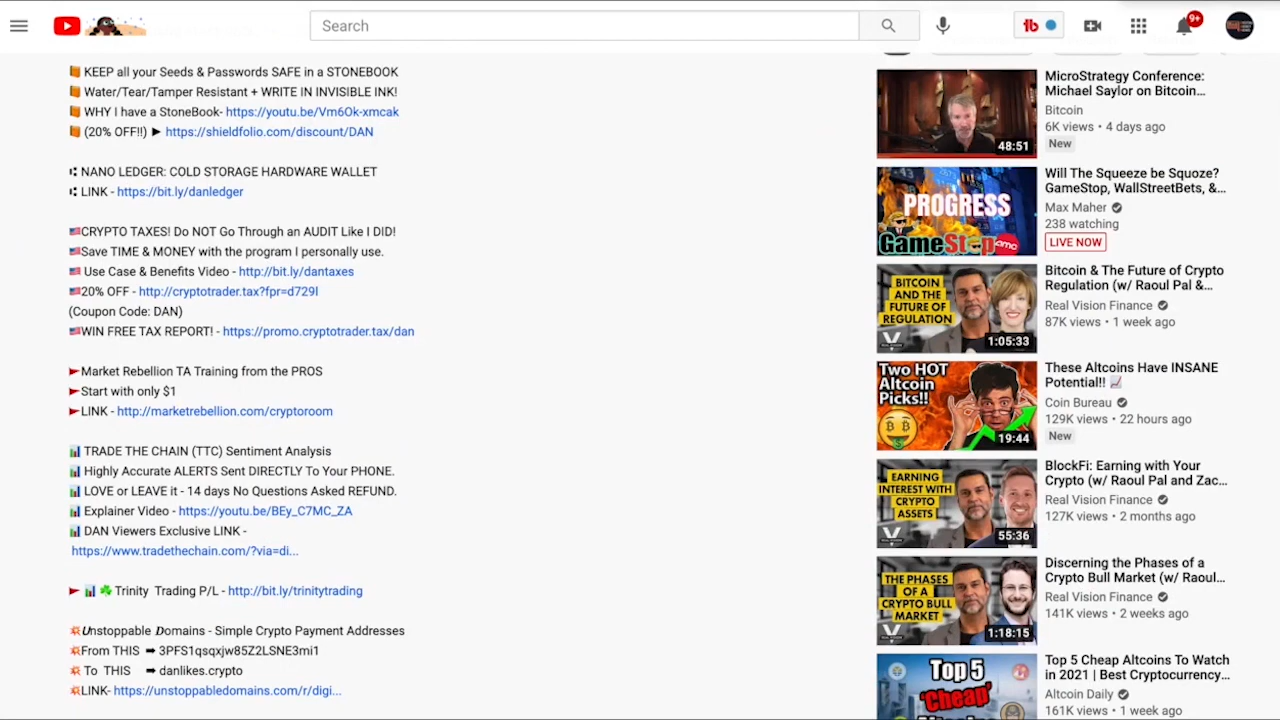 Search
9+
KEEP all your Seeds & Passwords SAFE in a STONEBOOK
Water/Tear/Tamper Resistant + WRITE IN INVISIBLE INK!
WHY I have a StoneBook- https://youtu.be/Vm6Ok-xmcak
(20% OFF!!) ► https://shieldfolio.com/discount/DAN
⑆ NANO LEDGER: COLD STORAGE HARDWARE WALLET
⑆ LINK - https://bit.ly/danledger
🇺🇸CRYPTO TAXES! Do NOT Go Through an AUDIT Like I DID!
🇺🇸Save TIME & MONEY with the program I personally use.
🇺🇸 Use Case & Benefits Video - http://bit.ly/dantaxes
🇺🇸20% OFF - http://cryptotrader.tax?fpr=d729l
(Coupon Code: DAN)
🇺🇸WIN FREE TAX REPORT! - https://promo.cryptotrader.tax/dan
Market Rebellion TA Training from the PROS
Start with only $1
LINK - http://marketrebellion.com/cryptoroom
📊 TRADE THE CHAIN (TTC) Sentiment Analysis
📊 Highly Accurate ALERTS Sent DIRECTLY To Your PHONE.
📊 LOVE or LEAVE it - 14 days No Questions Asked REFUND.
📊 Explainer Video - https://youtu.be/BEy_C7MC_ZA
📊 DAN Viewers Exclusive LINK -
https://www.tradethechain.com/?via=di...
📊 ☘ Trinity Trading P/L - http://bit.ly/trinitytrading
💥𝑼nstoppable 𝑫omains - Simple Crypto Payment Addresses
💥From THIS ➡ 3PFS1qsqxjw85Z2LSNE3mi1
💥 To THIS ➡ danlikes.crypto
💥LINK- https://unstoppabledomains.com/r/digi...
48:51
MicroStrategy Conference:
Michael Saylor on Bitcoin...
Bitcoin
6K views • 4 days ago
New
PROGRESS
GameStop
amc
Will The Squeeze be Squoze?
GameStop, WallStreetBets, &...
Max Maher
238 watching
LIVE NOW
BITCOIN
AND THE
FUTURE OF
REGULATION
1:05:33
Bitcoin & The Future of Crypto
Regulation (w/ Raoul Pal &...
Real Vision Finance
87K views • 1 week ago
Two HOT
Altcoin
Picks!!
19:44
These Altcoins Have INSANE
Potential!! 📈
Coin Bureau
129K views • 22 hours ago
New
EARNING
INTEREST WITH
CRYPTO
ASSETS
55:36
BlockFi: Earning with Your
Crypto (w/ Raoul Pal and Zac...
Real Vision Finance
127K views • 2 months ago
THE PHASES
OF A
CRYPTO BULL
MARKET
1:18:15
Discerning the Phases of a
Crypto Bull Market (w/ Raoul...
Real Vision Finance
141K views • 2 weeks ago
Top 5
'Cheap'
Top 5 Cheap Altcoins To Watch
in 2021 | Best Cryptocurrency...
Altcoin Daily
161K views • 1 week ago